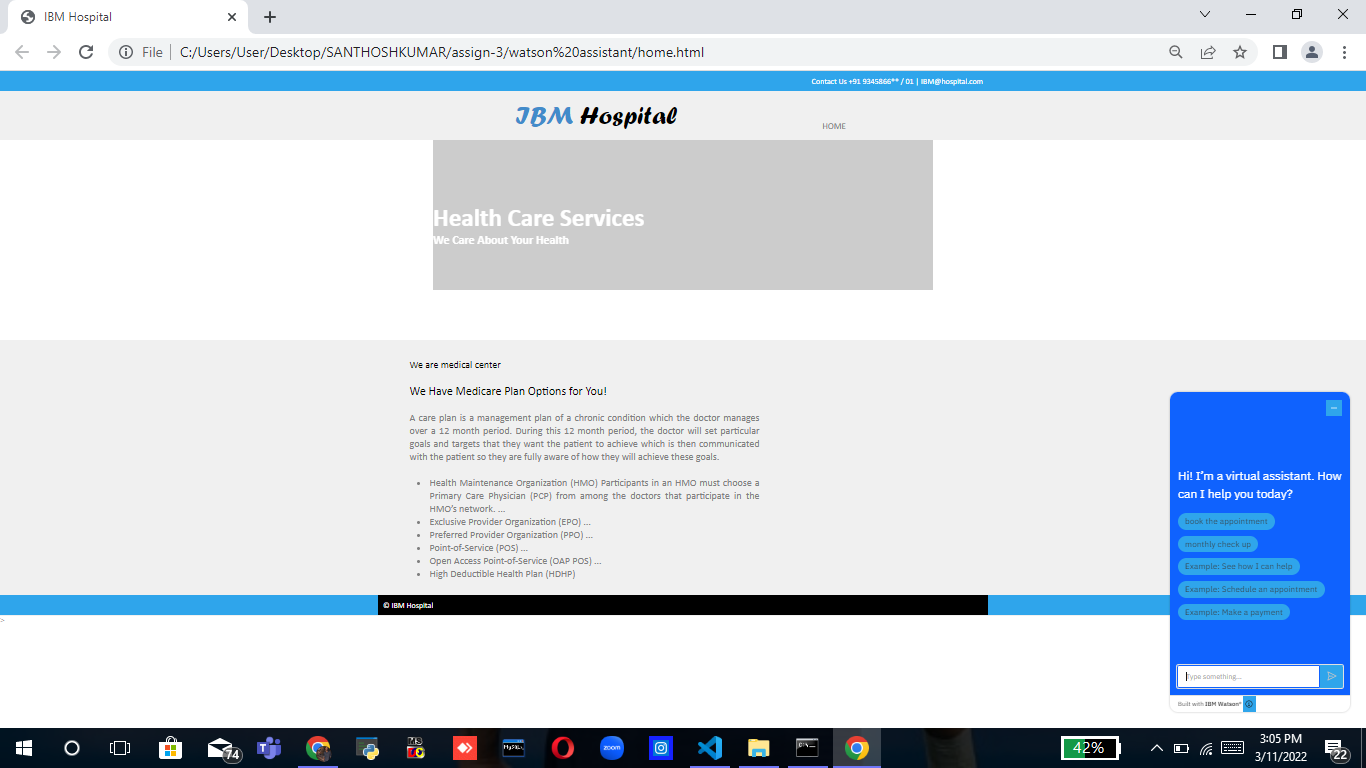 IBM Hospital
File
C:/Users/User/Desktop/SANTHOSHKUMAR/assign-3/watson%20assistant/home.html
Contact Us +91 9345866** / 01 | IBM@hospital.com
IBM Hospital
HOME
Health Care Services
We Care About Your Health
We are medical center
We Have Medicare Plan Options for You!
A care plan is a management plan of a chronic condition which the doctor manages
over a 12 month period. During this 12 month period, the doctor will set particular
goals and targets that they want the patient to achieve which is then communicated
with the patient so they are fully aware of how they will achieve these goals.
• Health Maintenance Organization (HMO) Participants in an HMO must choose a
Primary Care Physician (PCP) from among the doctors that participate in the
HMO's network. ...
• Exclusive Provider Organization (EPO) ...
• Preferred Provider Organization (PPO) ...
• Point-of-Service (POS) ...
• Open Access Point-of-Service (OAP POS) ...
• High Deductible Health Plan (HDHP)
© IBM Hospital
>
Hi! I'm a virtual assistant. How
can I help you today?
book the appointment
monthly check up
Example: See how I can help
Example: Schedule an appointment
Example: Make a payment
Type something...
Built with IBM Watson®
74
MySQL
zoom
42%
3:05 PM
3/11/2022
22